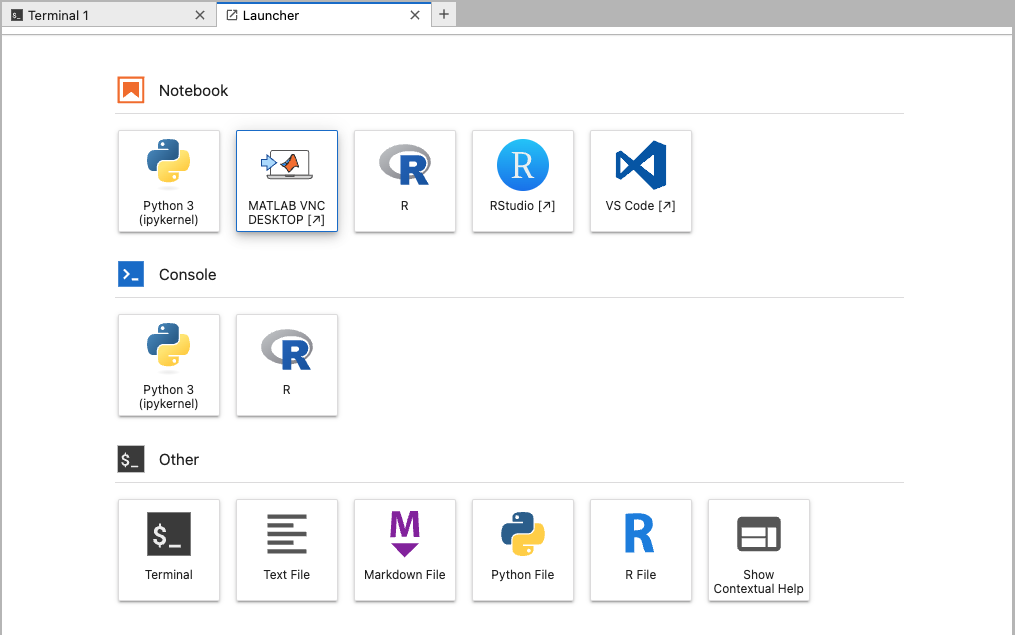 $_ Terminal 1
Launcher
Notebook
Python 3
(ipykernel)
MATLAB VNC
DESKTOP [↗]
R
R
R
RStudio [↗]
VS Code [↗]
>_ Console
Python 3
(ipykernel)
R
R
$_ Other
$_
Terminal
Text File
M
Markdown File
Python File
R
R File
Show
Contextual Help